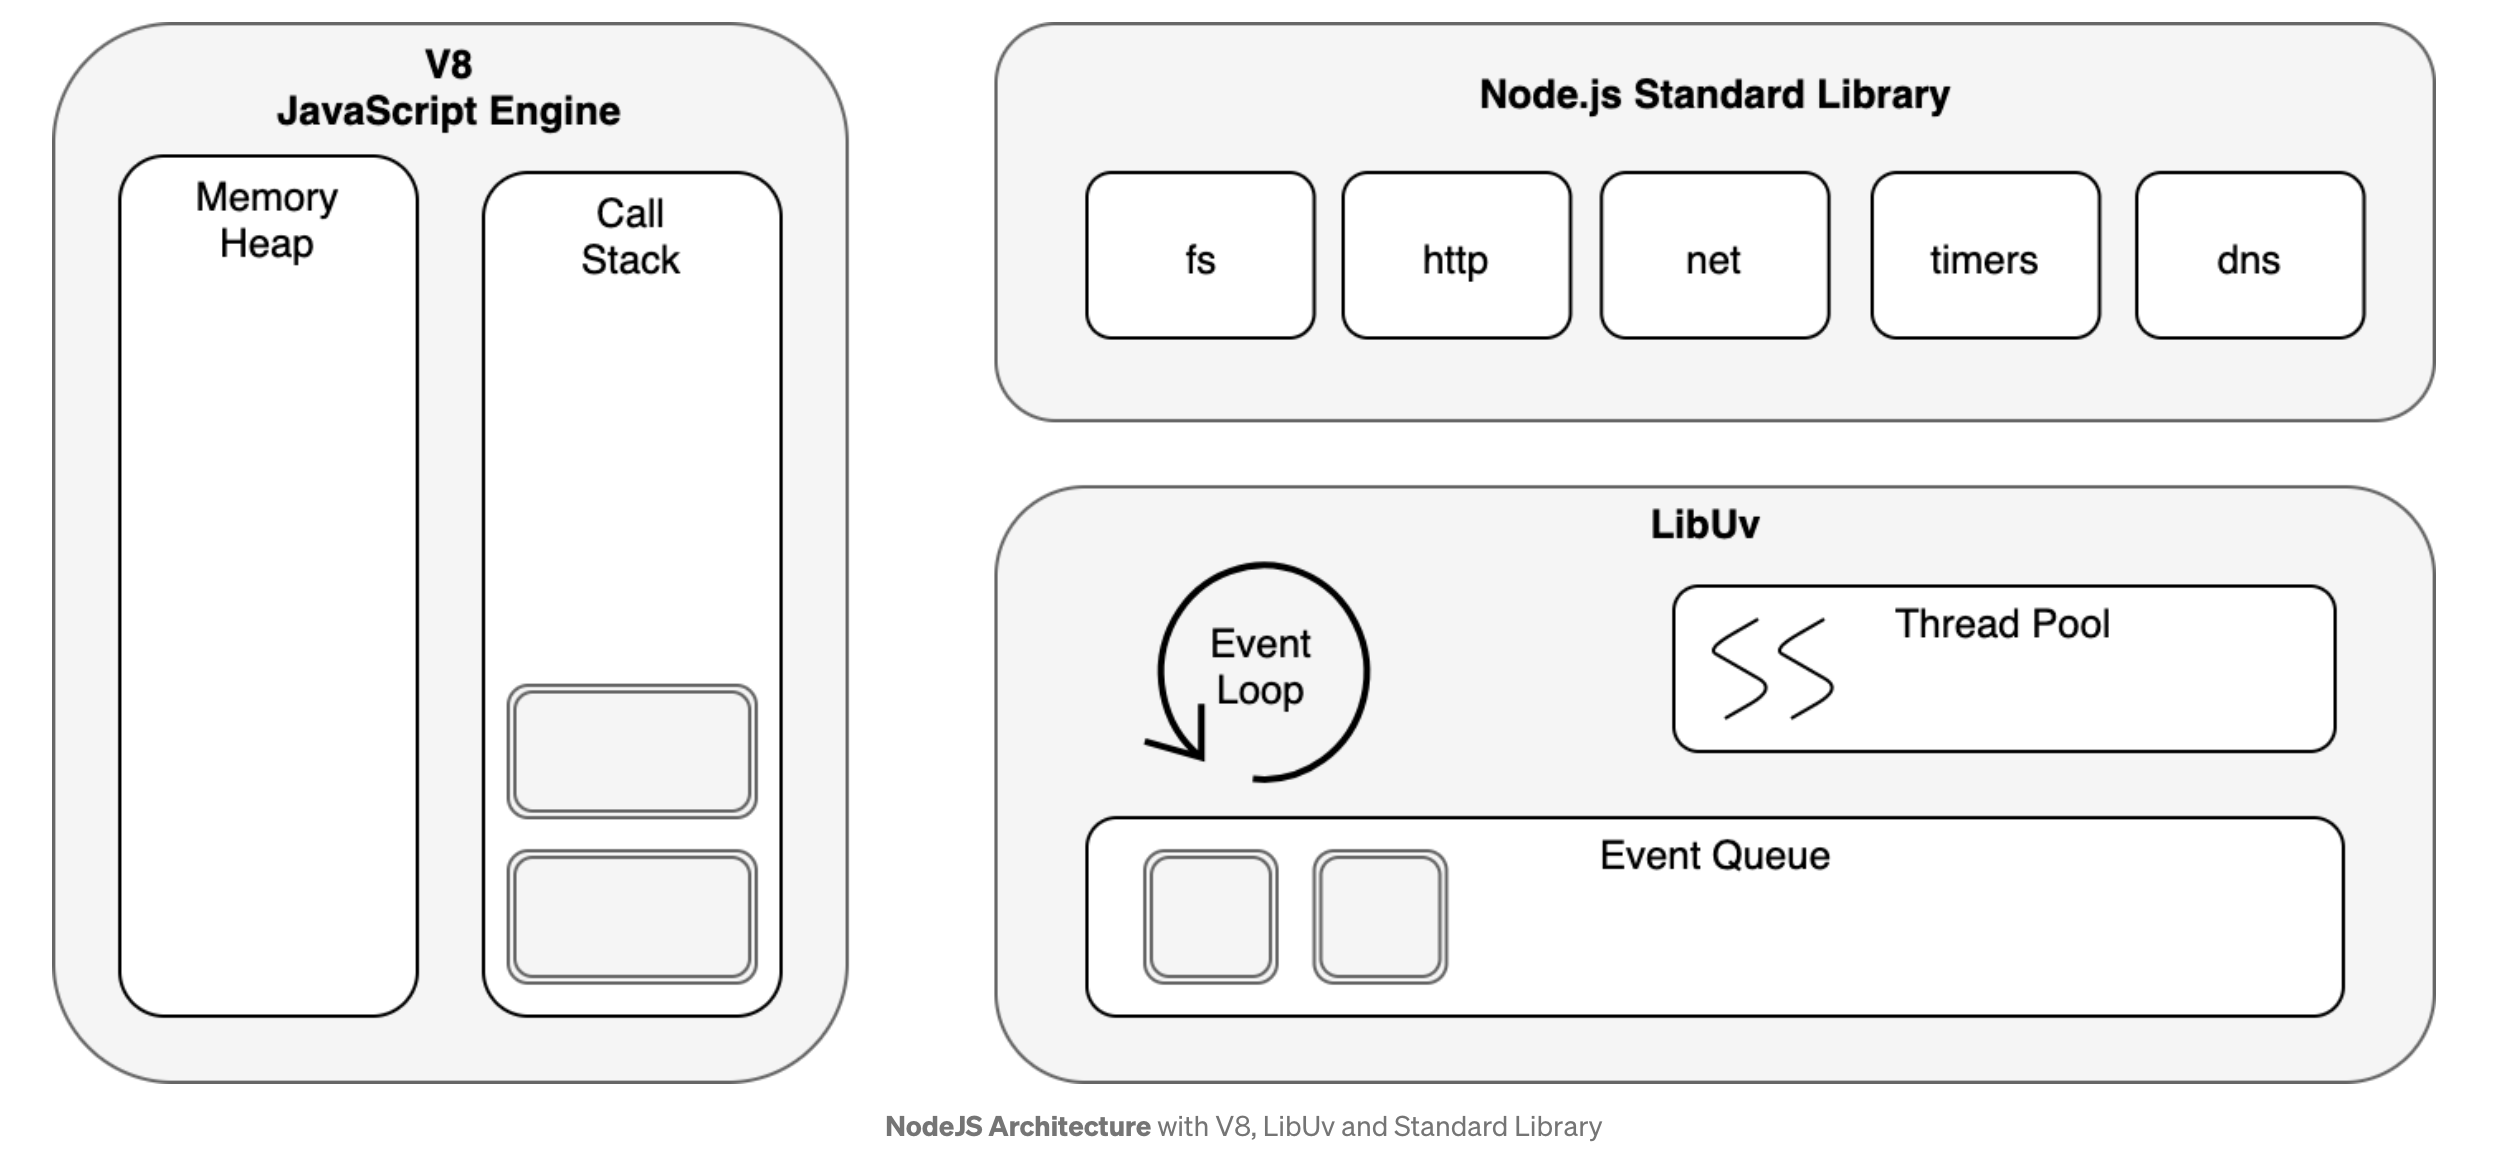 V8
JavaScript Engine
Memory
Heap
Call
Stack
Node.js Standard Library
fs
http
net
timers
dns
LibUv
Event
Loop
Thread Pool
Event Queue
NodeJS Architecture with V8, LibUv and Standard Library